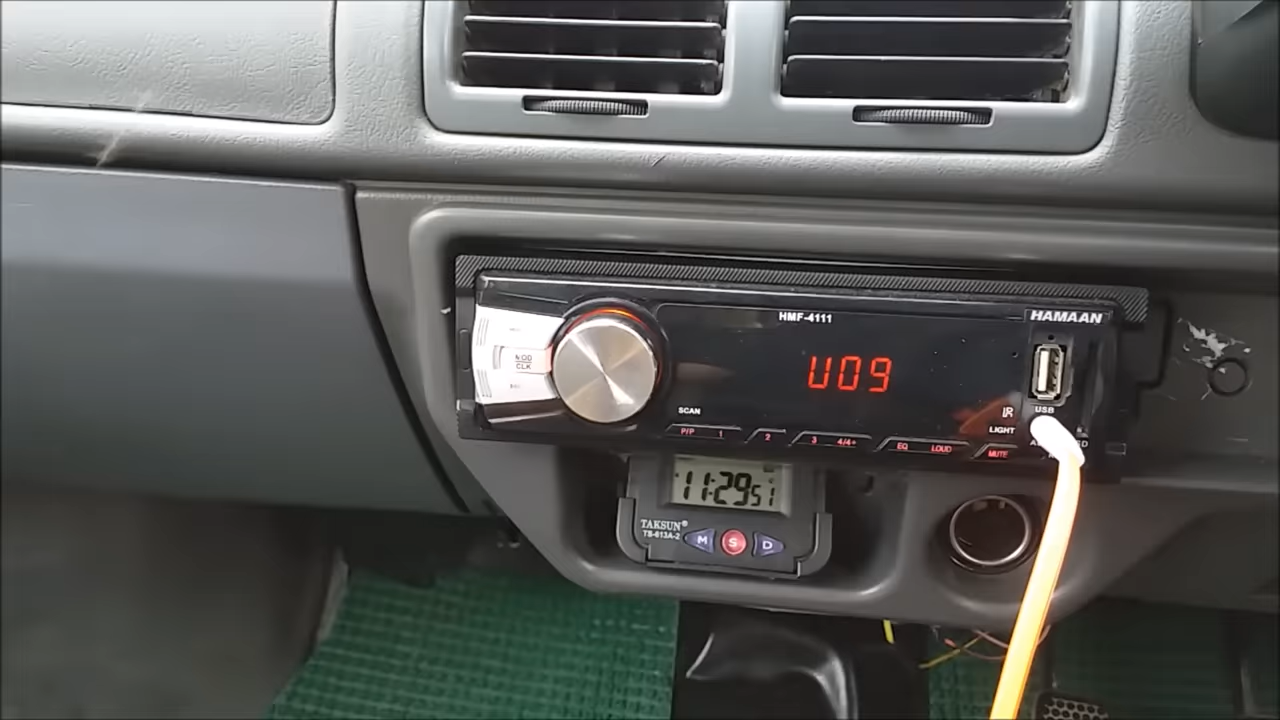 HMF-4111
HAMAAN
U09
MOD
CLK
USB
SCAN
IR
LIGHT
P/P 1 2 3 4/4+ EQ LOUD MUTE
11:29 51
TAKSUN®
TS-613A-2
M S D